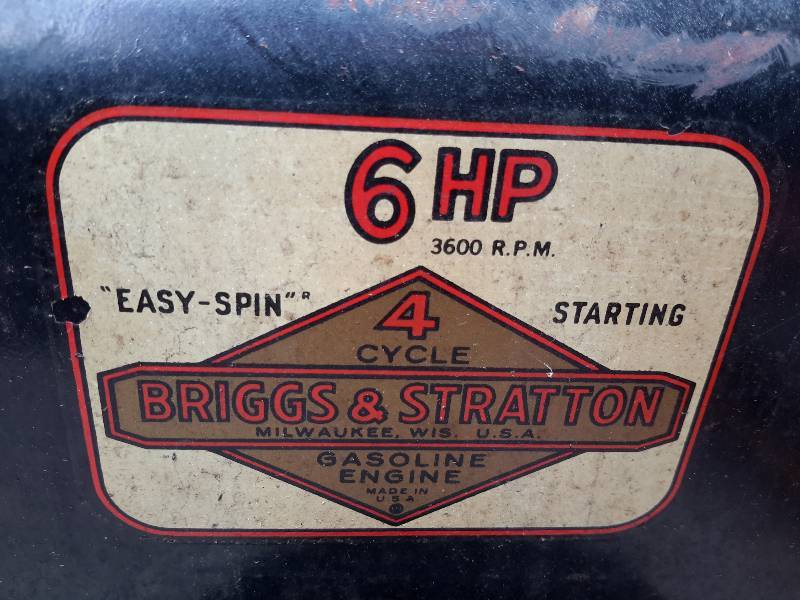 6 HP
3600 R.P.M.
"EASY-SPIN"® STARTING
4
CYCLE
BRIGGS & STRATTON
MILWAUKEE, WIS. U.S.A.
GASOLINE
ENGINE
MADE IN
U S A